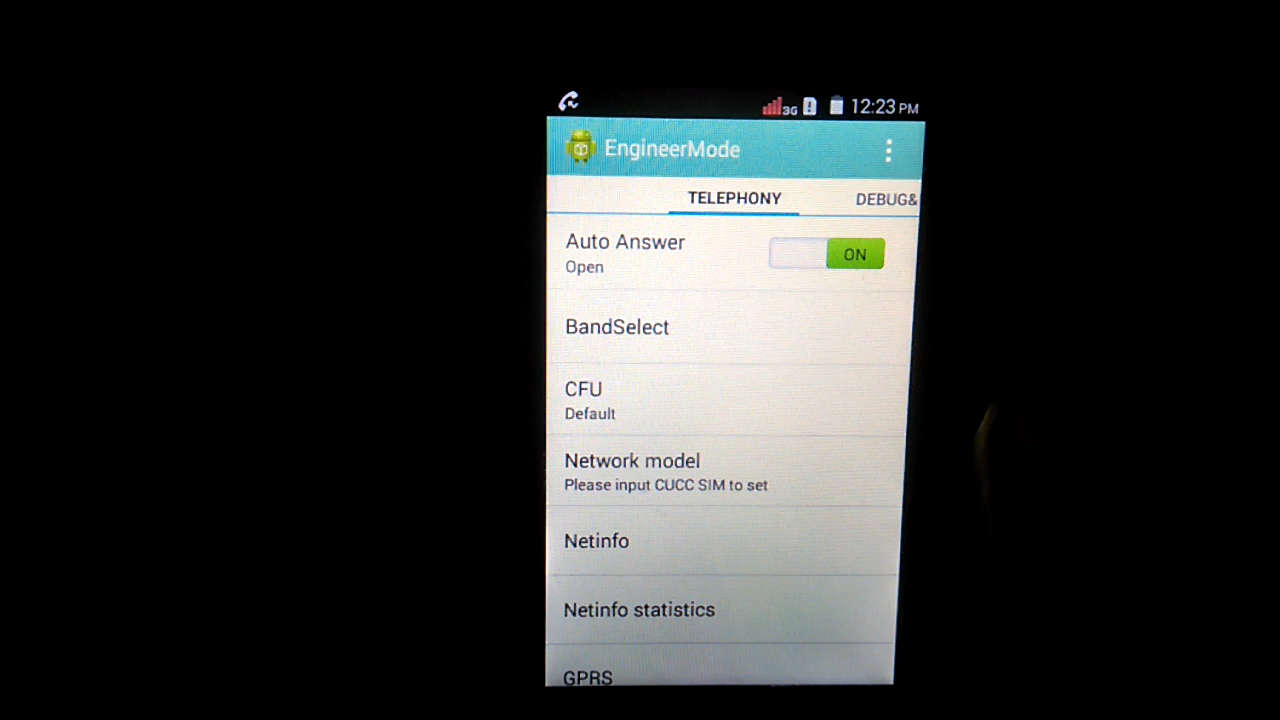 3G 12:23 PM
EngineerMode
TELEPHONY DEBUG&
Auto Answer
Open
ON
BandSelect
CFU
Default
Network model
Please input CUCC SIM to set
Netinfo
Netinfo statistics
GPRS